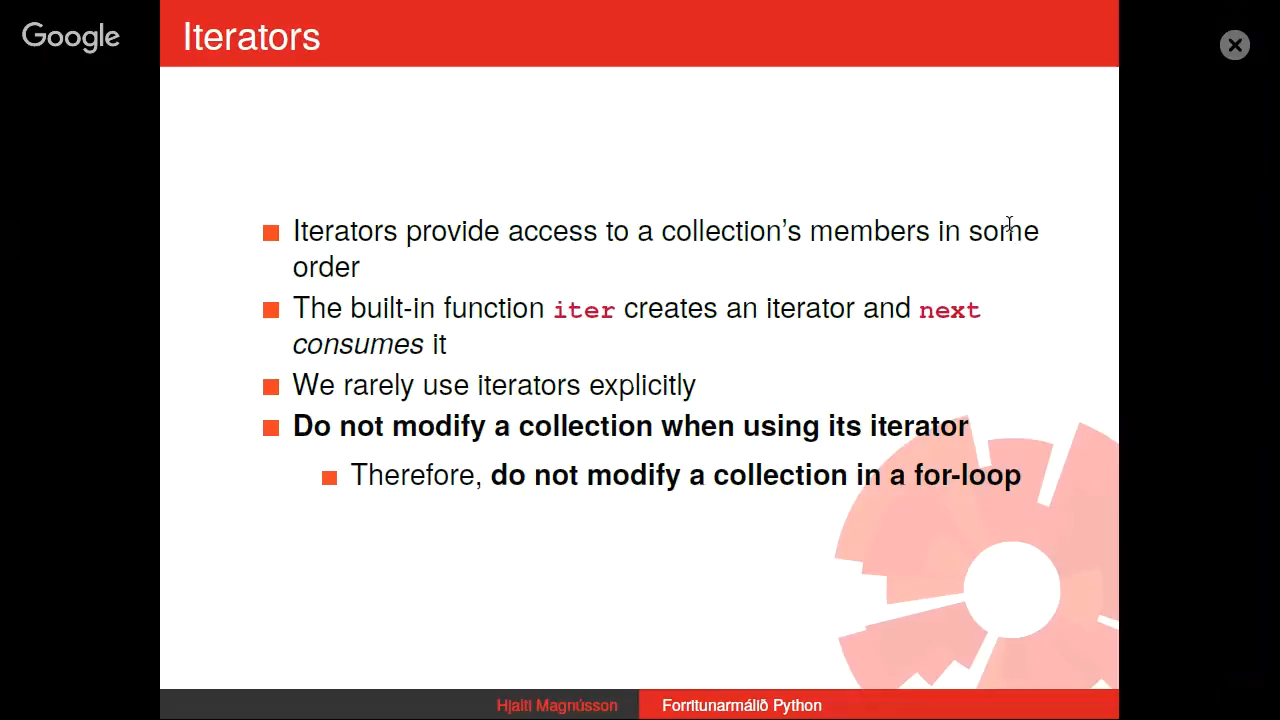 Google
Iterators
Iterators provide access to a collection's members in some
order
The built-in function iter creates an iterator and next
consumes it
We rarely use iterators explicitly
Do not modify a collection when using its iterator
Therefore, do not modify a collection in a for-loop
Hjalti Magnússon
Forritunarmálið Python